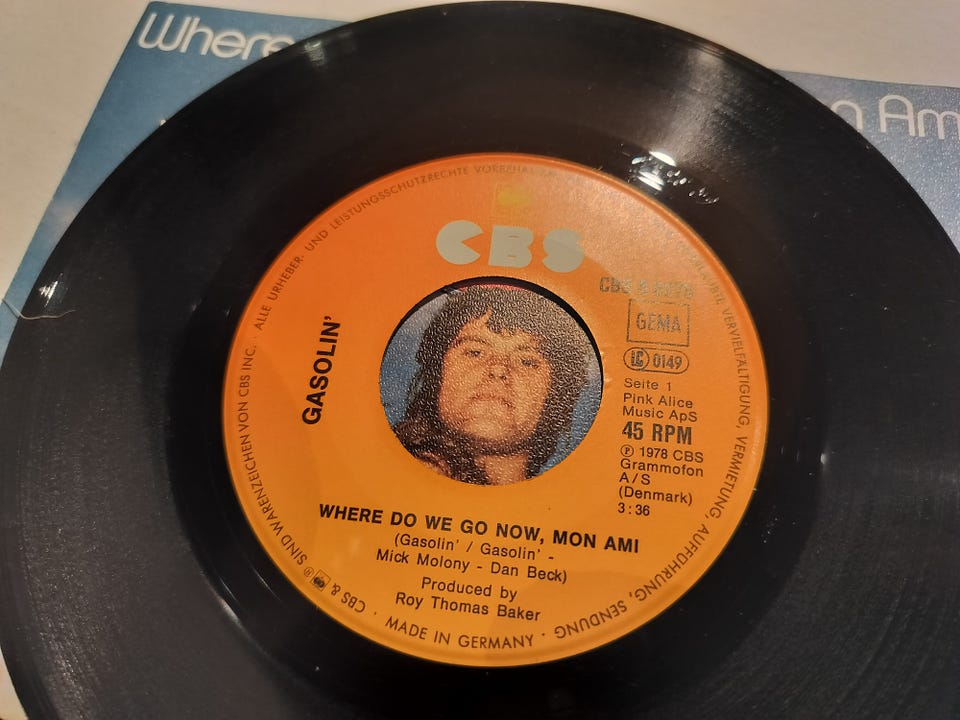 Where
n Am
CBS
CBS
GEMA
LC 0149
Seite 1
Pink Alice
Music ApS
45 RPM
℗ 1978 CBS
Grammofon
A/S
(Denmark)
3:36
GASOLIN'
WHERE DO WE GO NOW, MON AMI
(Gasolin' / Gasolin' -
Mick Molony - Dan Beck)
Produced by
Roy Thomas Baker
ALLE URHEBER- UND LEISTUNGSSCHUTZRECHTE VORBEHALTEN
VERVIELFÄLTIGUNG, VERMIETUNG, AUFFÜHRUNG, SENDUNG · MADE IN GERMANY · CBS & SIND WARENZEICHEN VON CBS INC. ·